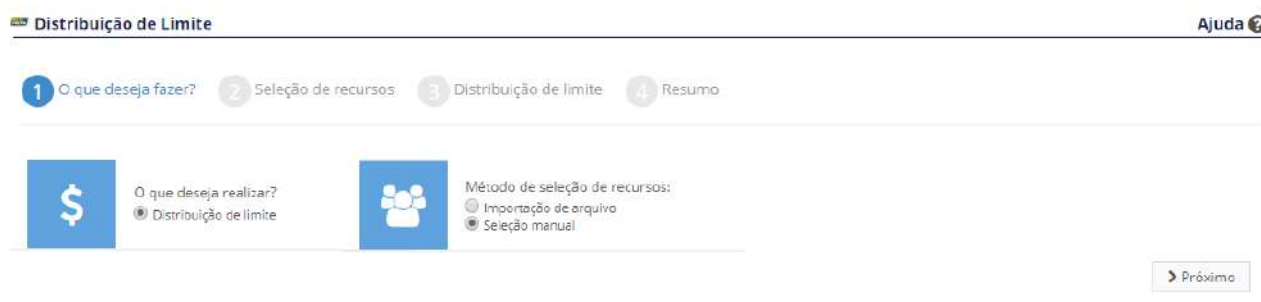 Distribuição de Limite
Ajuda
1 O que deseja fazer? 2 Seleção de recursos 3 Distribuição de limite 4 Resumo
O que deseja realizar?
Distribuição de limite
Método de seleção de recursos:
Importação de arquivo
Seleção manual
Próximo